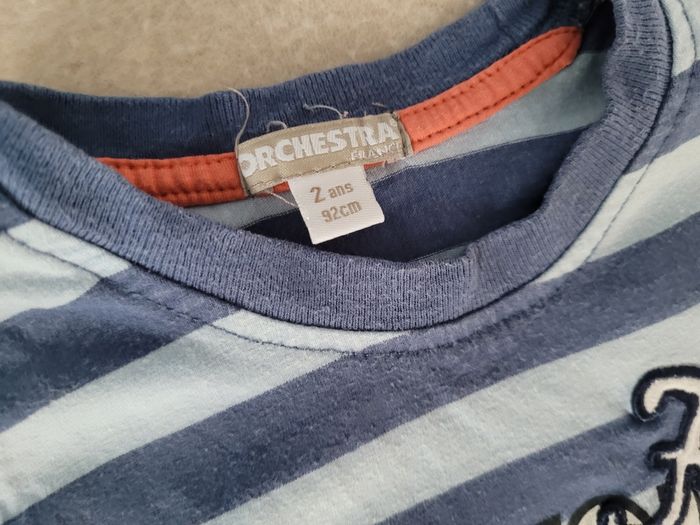 ORCHESTRA
FRANCE
2 ans
92cm